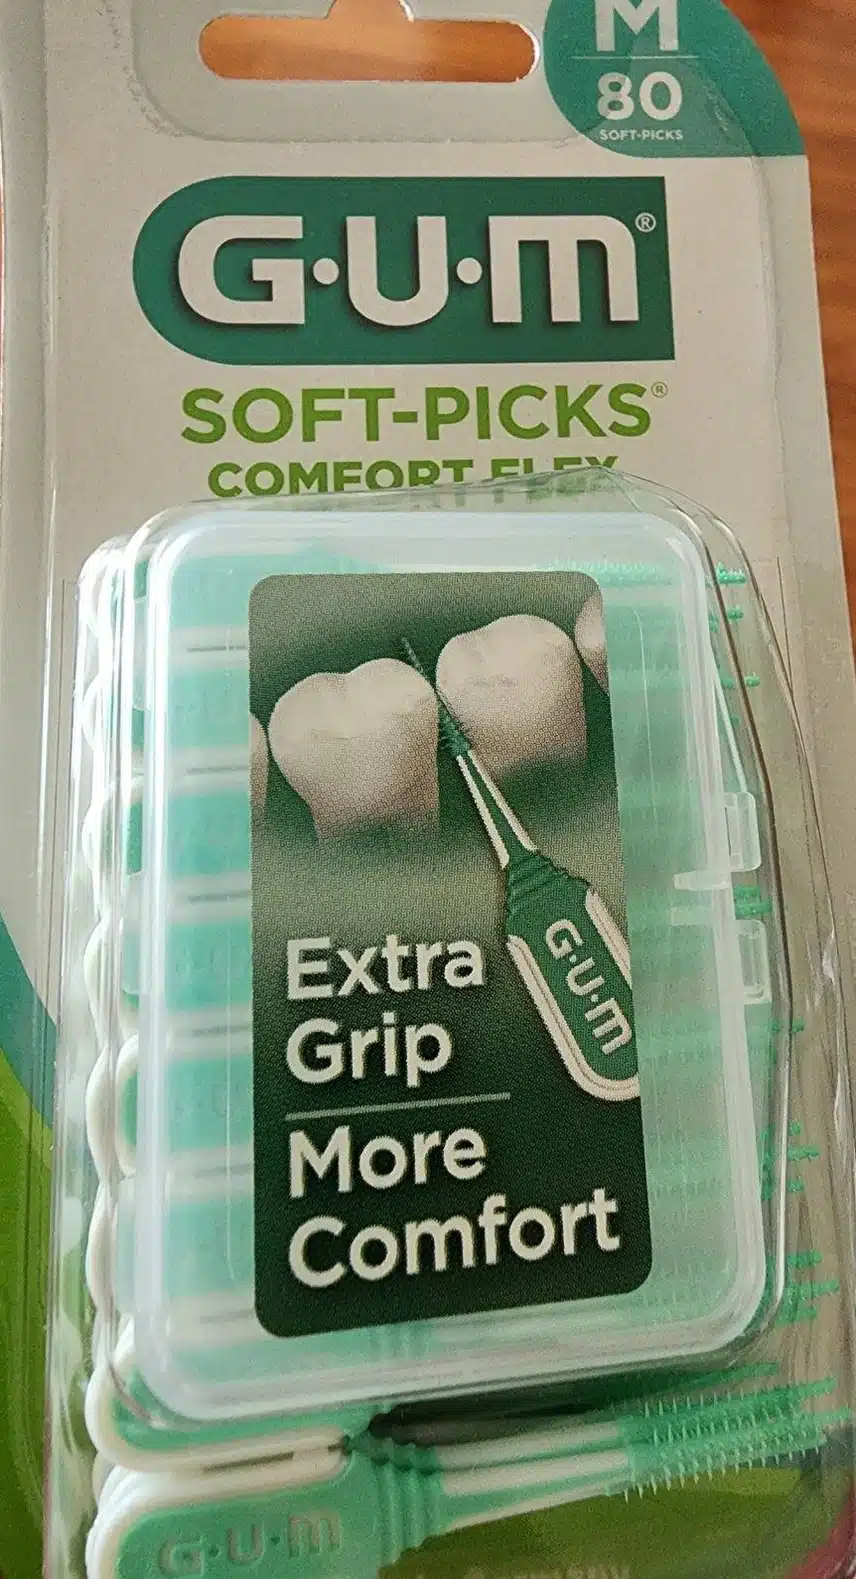 M
80
SOFT-PICKS
G·U·M®
SOFT-PICKS®
COMFORT FLEX
Extra
Grip
More
Comfort
G·U·M
G·U·M